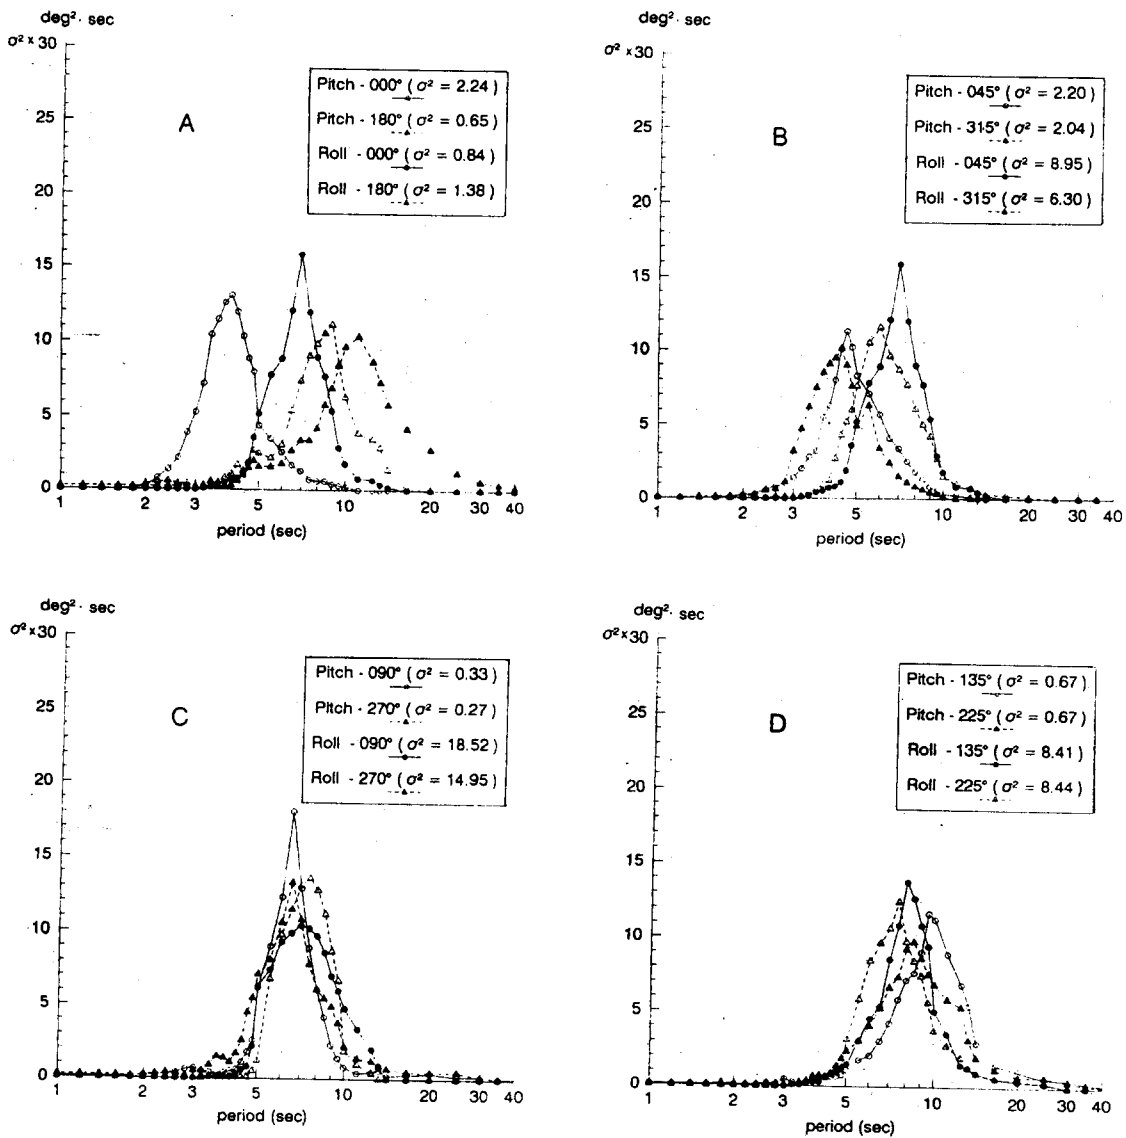 deg². sec
σ² x 30
25
20
15
10
5
0
1 2 3 5 10 20 30 40
period (sec)
A
Pitch - 000° ( σ² = 2.24 )
Pitch - 180° ( σ² = 0.65 )
Roll - 000° ( σ² = 0.84 )
Roll - 180° ( σ² = 1.38 )
deg². sec
σ² x 30
25
20
15
10
5
0
1 2 3 5 10 20 30 40
period (sec)
B
Pitch - 045° ( σ² = 2.20 )
Pitch - 315° ( σ² = 2.04 )
Roll - 045° ( σ² = 8.95 )
Roll - 315° ( σ² = 6.30 )
deg². sec
σ² x 30
25
20
15
10
5
0
1 2 3 5 10 20 30 40
period (sec)
C
Pitch - 090° ( σ² = 0.33 )
Pitch - 270° ( σ² = 0.27 )
Roll - 090° ( σ² = 18.52 )
Roll - 270° ( σ² = 14.95 )
deg². sec
σ² x 30
25
20
15
10
5
0
1 2 3 5 10 20 30 40
period (sec)
D
Pitch - 135° ( σ² = 0.67 )
Pitch - 225° ( σ² = 0.67 )
Roll - 135° ( σ² = 8.41 )
Roll - 225° ( σ² = 8.44 )